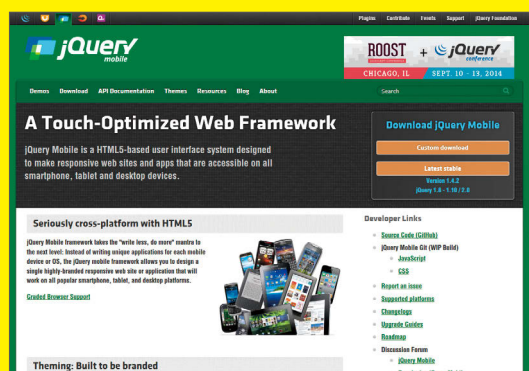 Plugins Contribute Events Support jQuery Foundation
jQuery
mobile
ROOST + jQuery
conference
CHICAGO, IL SEPT. 10 - 13, 2014
Demos Download API Documentation Themes Resources Blog About
Search
A Touch-Optimized Web Framework
jQuery Mobile is a HTML5-based user interface system designed
to make responsive web sites and apps that are accessible on all
smartphone, tablet and desktop devices.
Download jQuery Mobile
Custom download
Latest stable
Version 1.4.2
jQuery 1.8 - 1.10 / 2.0
Seriously cross-platform with HTML5
jQuery Mobile framework takes the "write less, do more" mantra to
the next level: Instead of writing unique applications for each mobile
device or OS, the jQuery mobile framework allows you to design a
single highly-branded responsive web site or application that will
work on all popular smartphone, tablet, and desktop platforms.
Graded Browser Support
Developer Links
Source Code (GitHub)
jQuery Mobile Git (WIP Build)
JavaScript
CSS
Report an issue
Supported platforms
Changelogs
Upgrade Guides
Roadmap
Discussion Forum
jQuery Mobile
Theming: Built to be branded